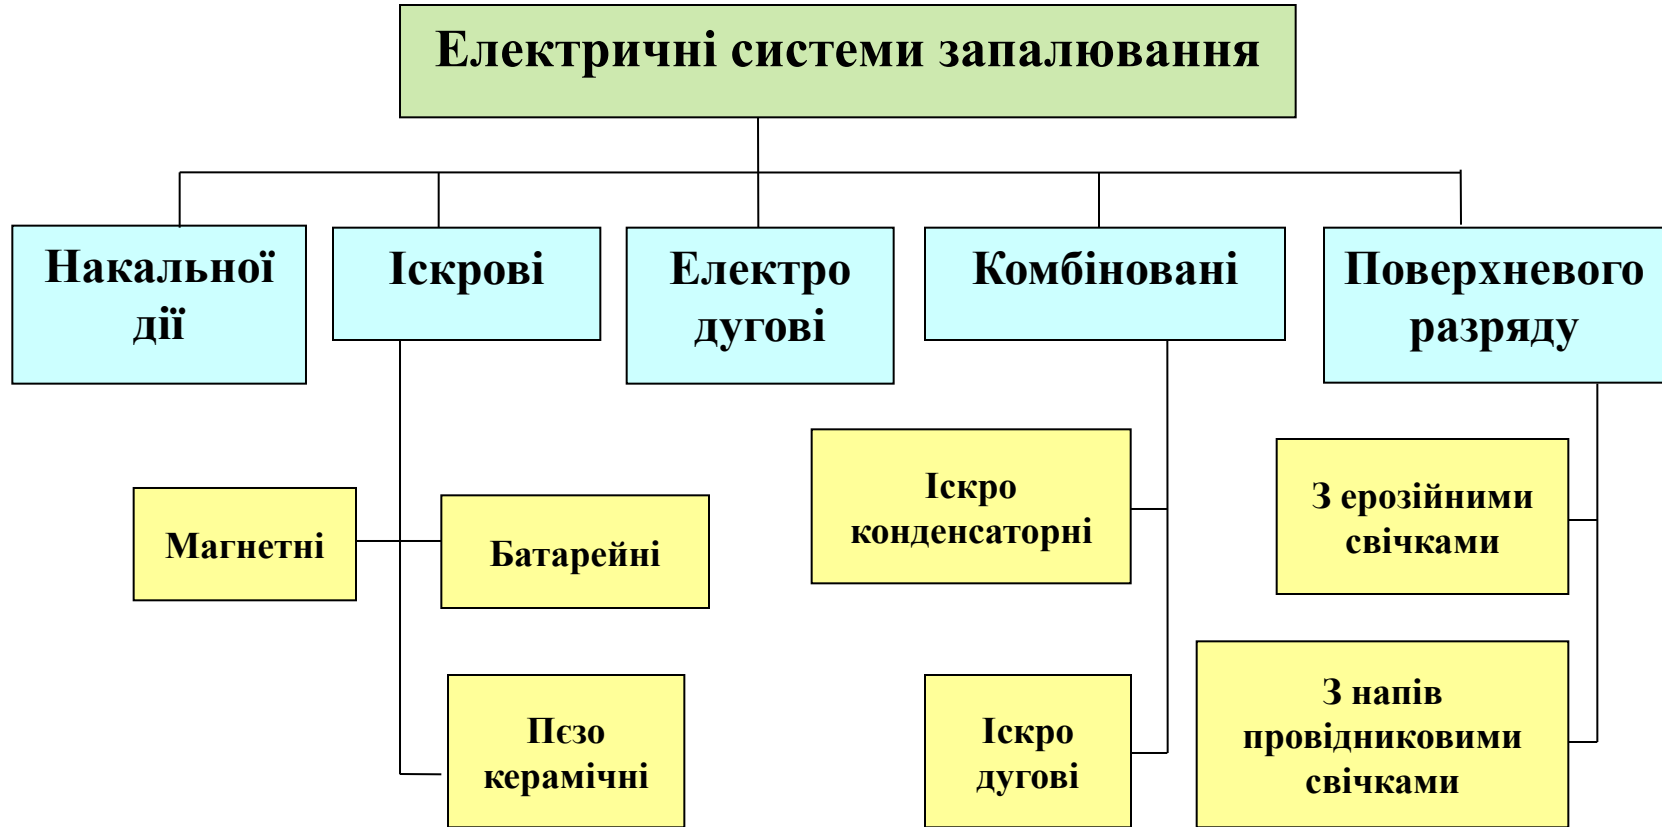 Електричні системи запалювання
Накальної
дії
Іскрові
Електро
дугові
Комбіновані
Поверхневого
разряду
Магнетні
Батарейні
Пєзо
керамічні
Іскро
конденсаторні
Іскро
дугові
З ерозійними
свічками
З напів
провідниковими
свічками